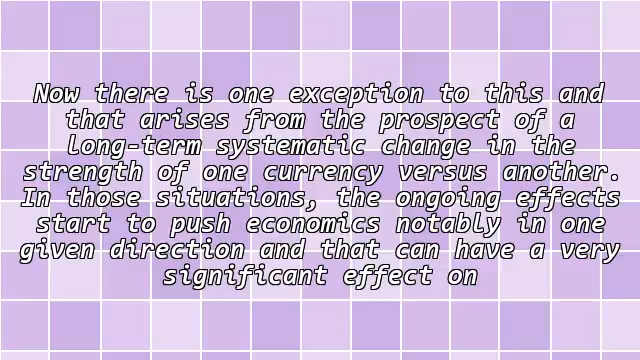 Now there is one exception to this and
that arises from the prospect of a
long-term systematic change in the
strength of one currency versus another.
In those situations, the ongoing effects
start to push economics notably in one
given direction and that can have a very
significant effect on